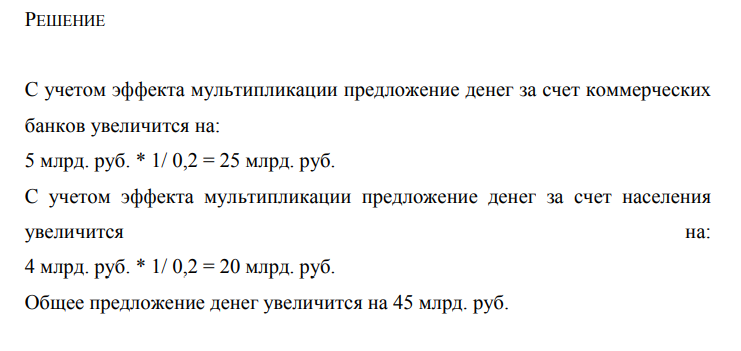 РЕШЕНИЕ
С учетом эффекта мультипликации предложение денег за счет коммерческих
банков увеличится на:
5 млрд. руб. * 1/ 0,2 = 25 млрд. руб.
С учетом эффекта мультипликации предложение денег за счет населения
увеличится на:
4 млрд. руб. * 1/ 0,2 = 20 млрд. руб.
Общее предложение денег увеличится на 45 млрд. руб.